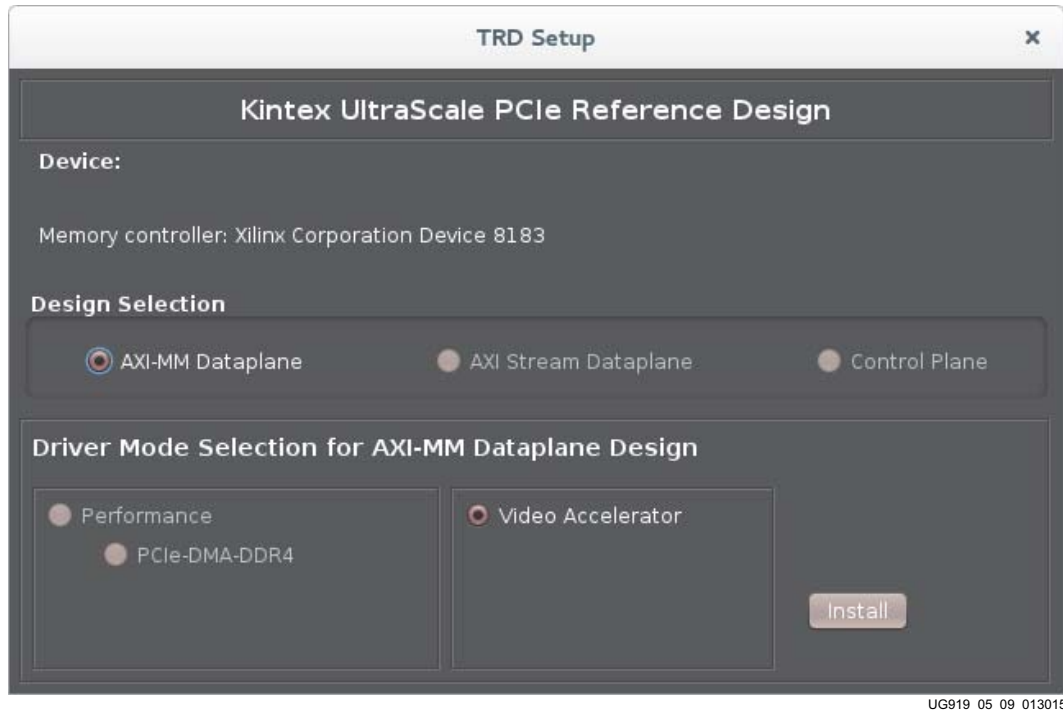 TRD Setup
×
Kintex UltraScale PCIe Reference Design
Device:
Memory controller: Xilinx Corporation Device 8183
Design Selection
AXI-MM Dataplane AXI Stream Dataplane Control Plane
Driver Mode Selection for AXI-MM Dataplane Design
Performance Video Accelerator
PCIe-DMA-DDR4
Install
UG919_05_09_013015